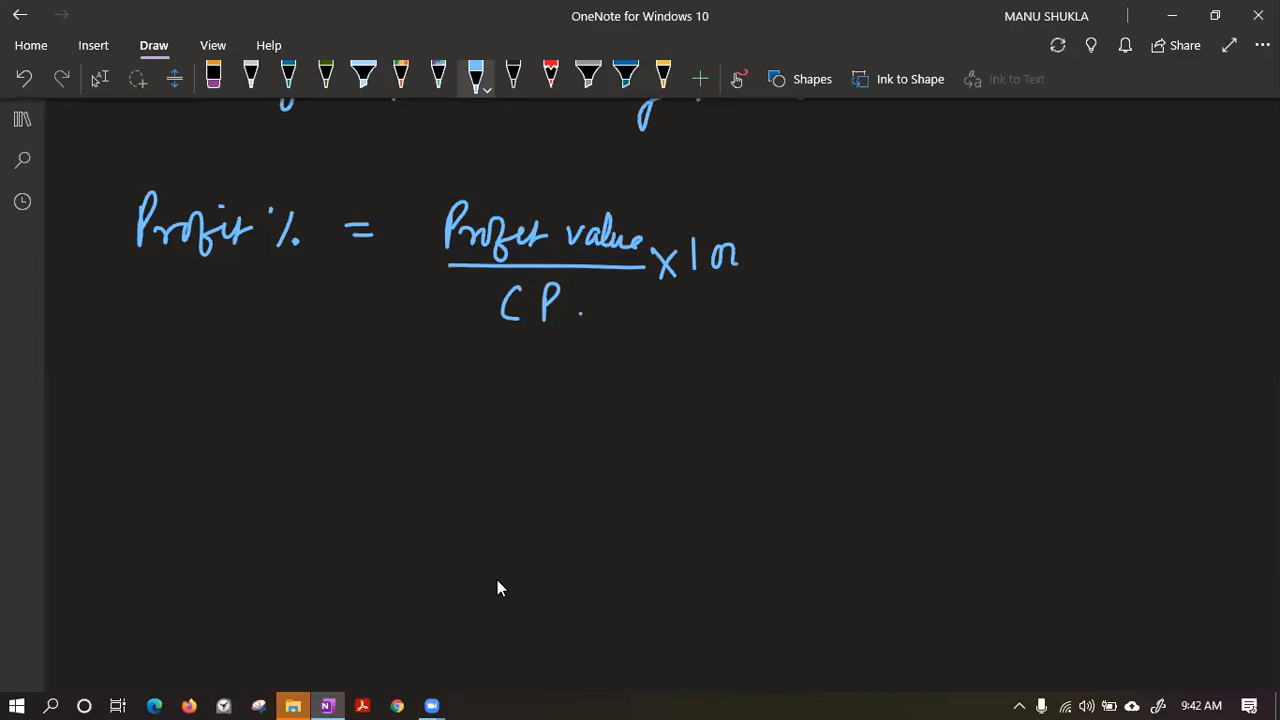 OneNote for Windows 10
MANU SHUKLA
Home Insert Draw View Help
Share
Shapes Ink to Shape Ink to Text
Profit % = Profit value
× 100
CP.
9:42 AM